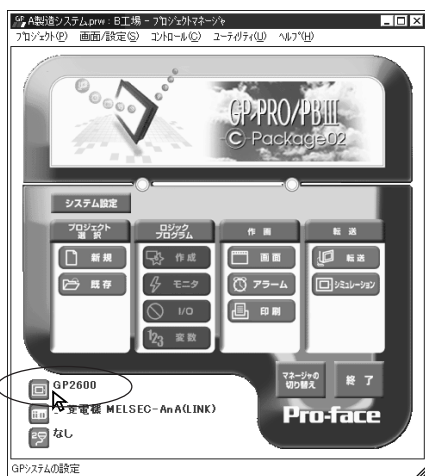 A製造システム.prw : B工場 - プロジェクトマネージャ
プロジェクト(P) 画面/設定(S) コントロール(C) ユーティリティ(U) ヘルプ(H)
GP-PRO/PBIII
C-Package02
システム設定
プロジェクト選択
新規
既存
ロジックプログラム
作成
モニタ
I/O
変数
作画
画面
アラーム
印刷
転送
転送
シミュレーション
マネージャの切り替え
終了
GP2600
電機 MELSEC-AnA(LINK)
なし
Pro-face
GPシステムの設定